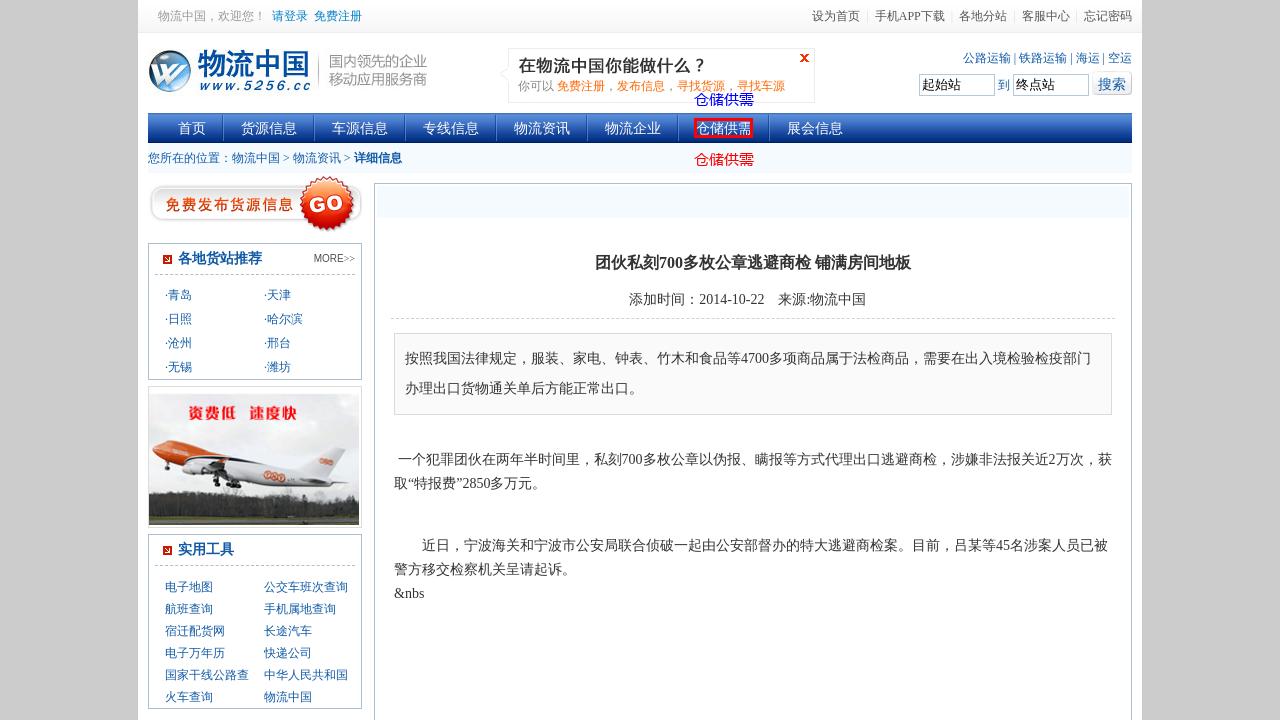 物流中国，欢迎您！ 请登录 免费注册
设为首页 手机APP下载 各地分站 客服中心 忘记密码
物流中国
www.5256.cc
国内领先的企业
移动应用服务商
在物流中国你能做什么？
x
你可以 免费注册，发布信息，寻找货源，寻找车源
公路运输 | 铁路运输 | 海运 | 空运
起始站 到 终点站 搜索
仓储供需
首页 货源信息 车源信息 专线信息 物流资讯 物流企业 仓储供需 展会信息
仓储供需
您所在的位置：物流中国 > 物流资讯 > 详细信息
免费发布货源信息 GO
各地货站推荐 MORE>>
·青岛 ·天津
·日照 ·哈尔滨
·沧州 ·邢台
·无锡 ·潍坊
资费低 速度快
TNT
实用工具
电子地图 公交车班次查询
航班查询 手机属地查询
宿迁配货网 长途汽车
电子万年历 快递公司
国家干线公路查 中华人民共和国
火车查询 物流中国
团伙私刻700多枚公章逃避商检 铺满房间地板
添加时间：2014-10-22 来源:物流中国
按照我国法律规定，服装、家电、钟表、竹木和食品等4700多项商品属于法检商品，需要在出入境检验检疫部门
办理出口货物通关单后方能正常出口。
一个犯罪团伙在两年半时间里，私刻700多枚公章以伪报、瞒报等方式代理出口逃避商检，涉嫌非法报关近2万次，获
取“特报费”2850多万元。
近日，宁波海关和宁波市公安局联合侦破一起由公安部督办的特大逃避商检案。目前，吕某等45名涉案人员已被
警方移交检察机关呈请起诉。
&nbs